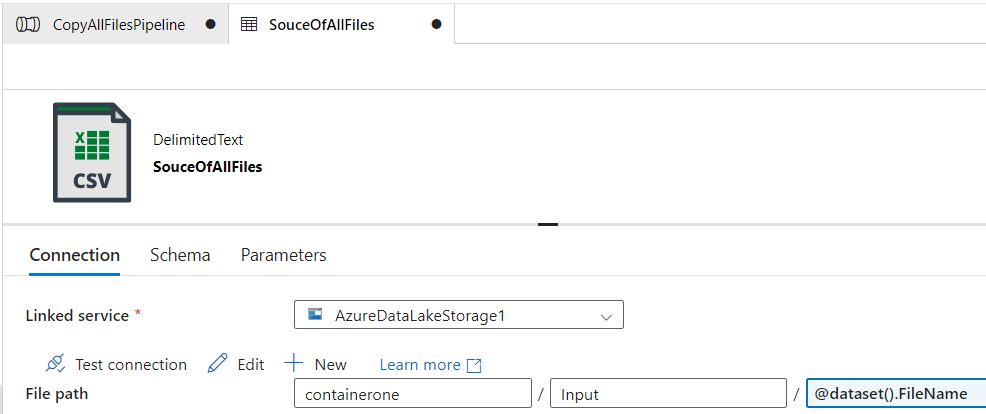 CopyAllFilesPipeline SouceOfAllFiles
DelimitedText
SouceOfAllFiles
X
CSV
Connection Schema Parameters
Linked service * AzureDataLakeStorage1
Test connection Edit New Learn more
File path containerone / Input / @dataset().FileName